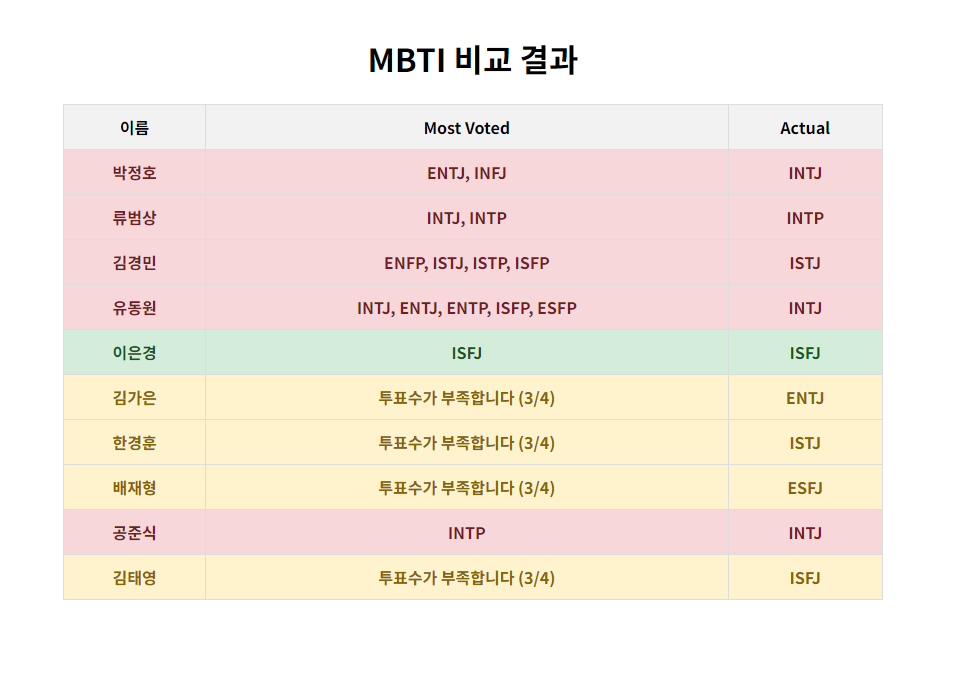 MBTI 비교 결과
이름 Most Voted Actual
박정호 ENTJ, INFJ INTJ
류범상 INTJ, INTP INTP
김경민 ENFP, ISTJ, ISTP, ISFP ISTJ
유동원 INTJ, ENTJ, ENTP, ISFP, ESFP INTJ
이은경 ISFJ ISFJ
김가은 투표수가 부족합니다 (3/4) ENTJ
한경훈 투표수가 부족합니다 (3/4) ISTJ
배재형 투표수가 부족합니다 (3/4) ESFJ
공준식 INTP INTJ
김태영 투표수가 부족합니다 (3/4) ISFJ